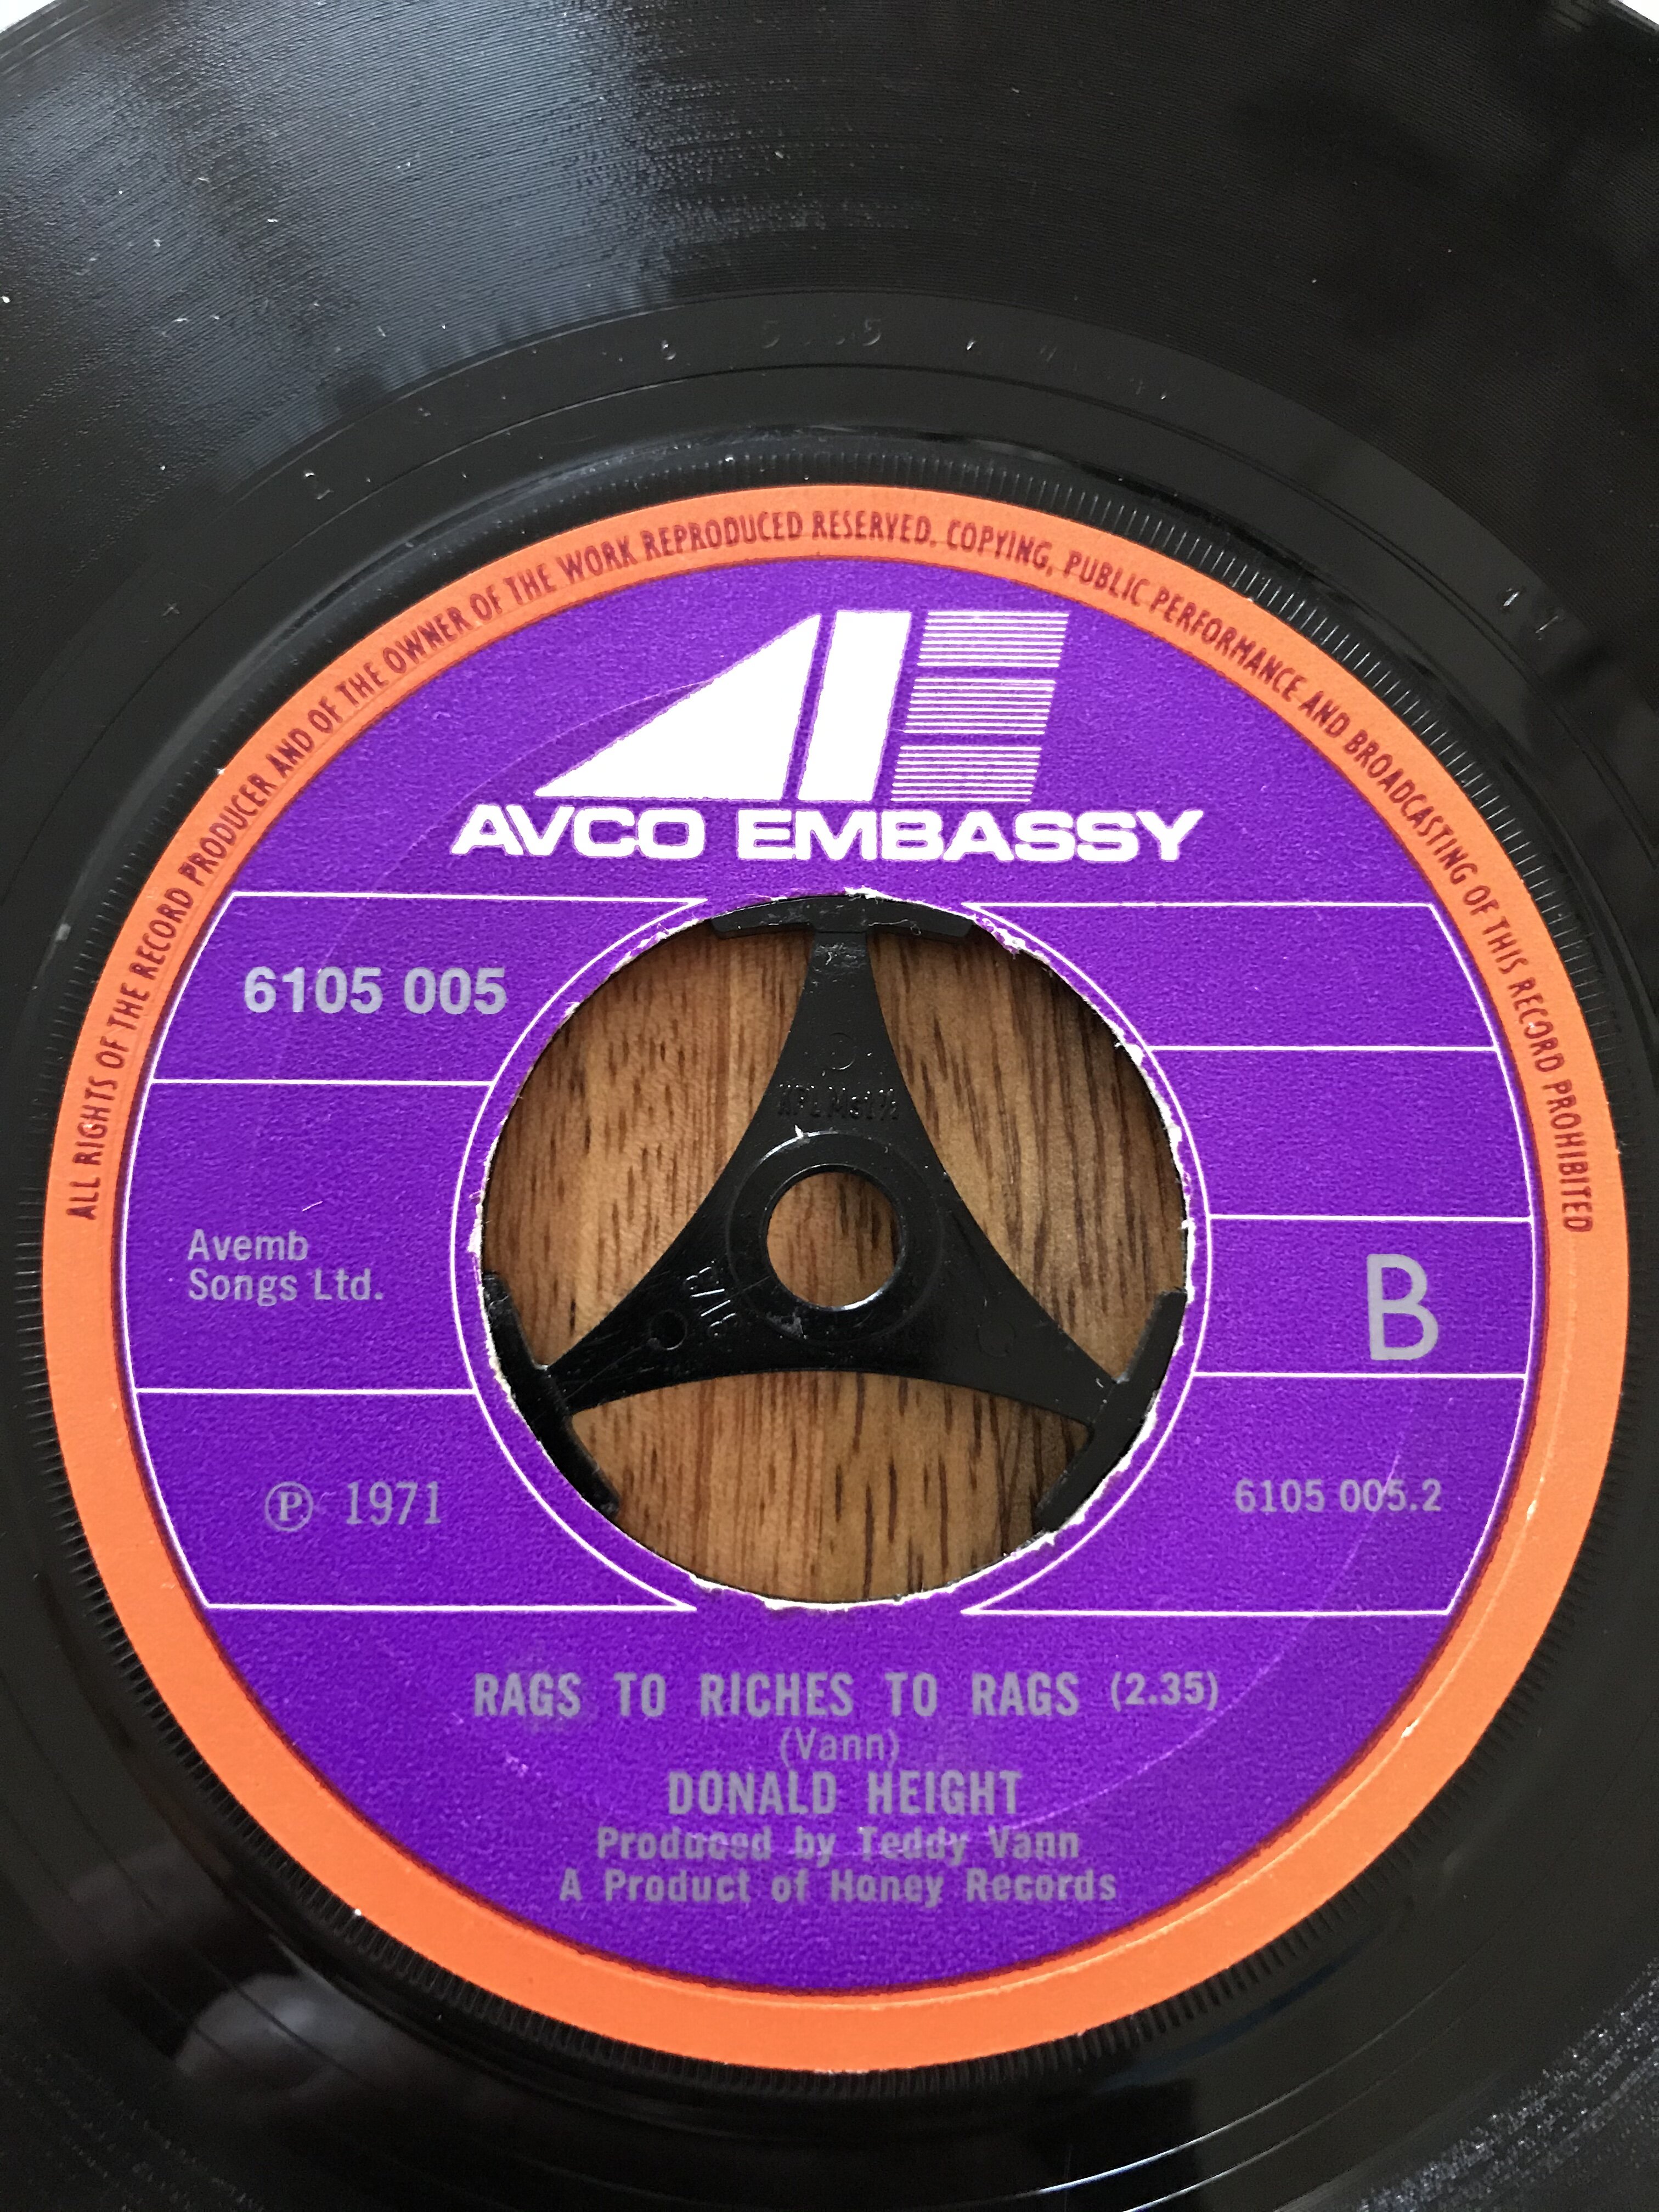 ALL RIGHTS OF THE RECORD PRODUCER AND OF THE OWNER OF THE WORK REPRODUCED RESERVED. COPYING, PUBLIC PERFORMANCE AND BROADCASTING OF THIS RECORD PROHIBITED
AVCO EMBASSY
6105 005
Avemb
Songs Ltd.
B
℗ 1971
6105 005.2
RAGS TO RICHES TO RAGS (2.35)
(Vann)
DONALD HEIGHT
Produced by Teddy Vann
A Product of Honey Records